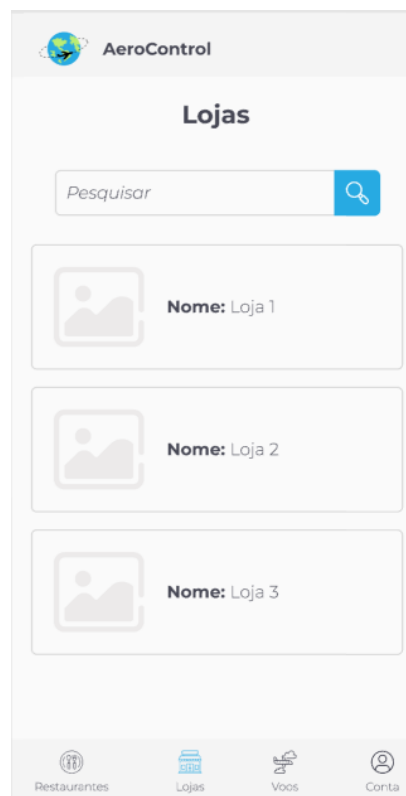 AeroControl
Lojas
Pesquisar
Nome: Loja 1
Nome: Loja 2
Nome: Loja 3
Restaurantes Lojas Voos Conta